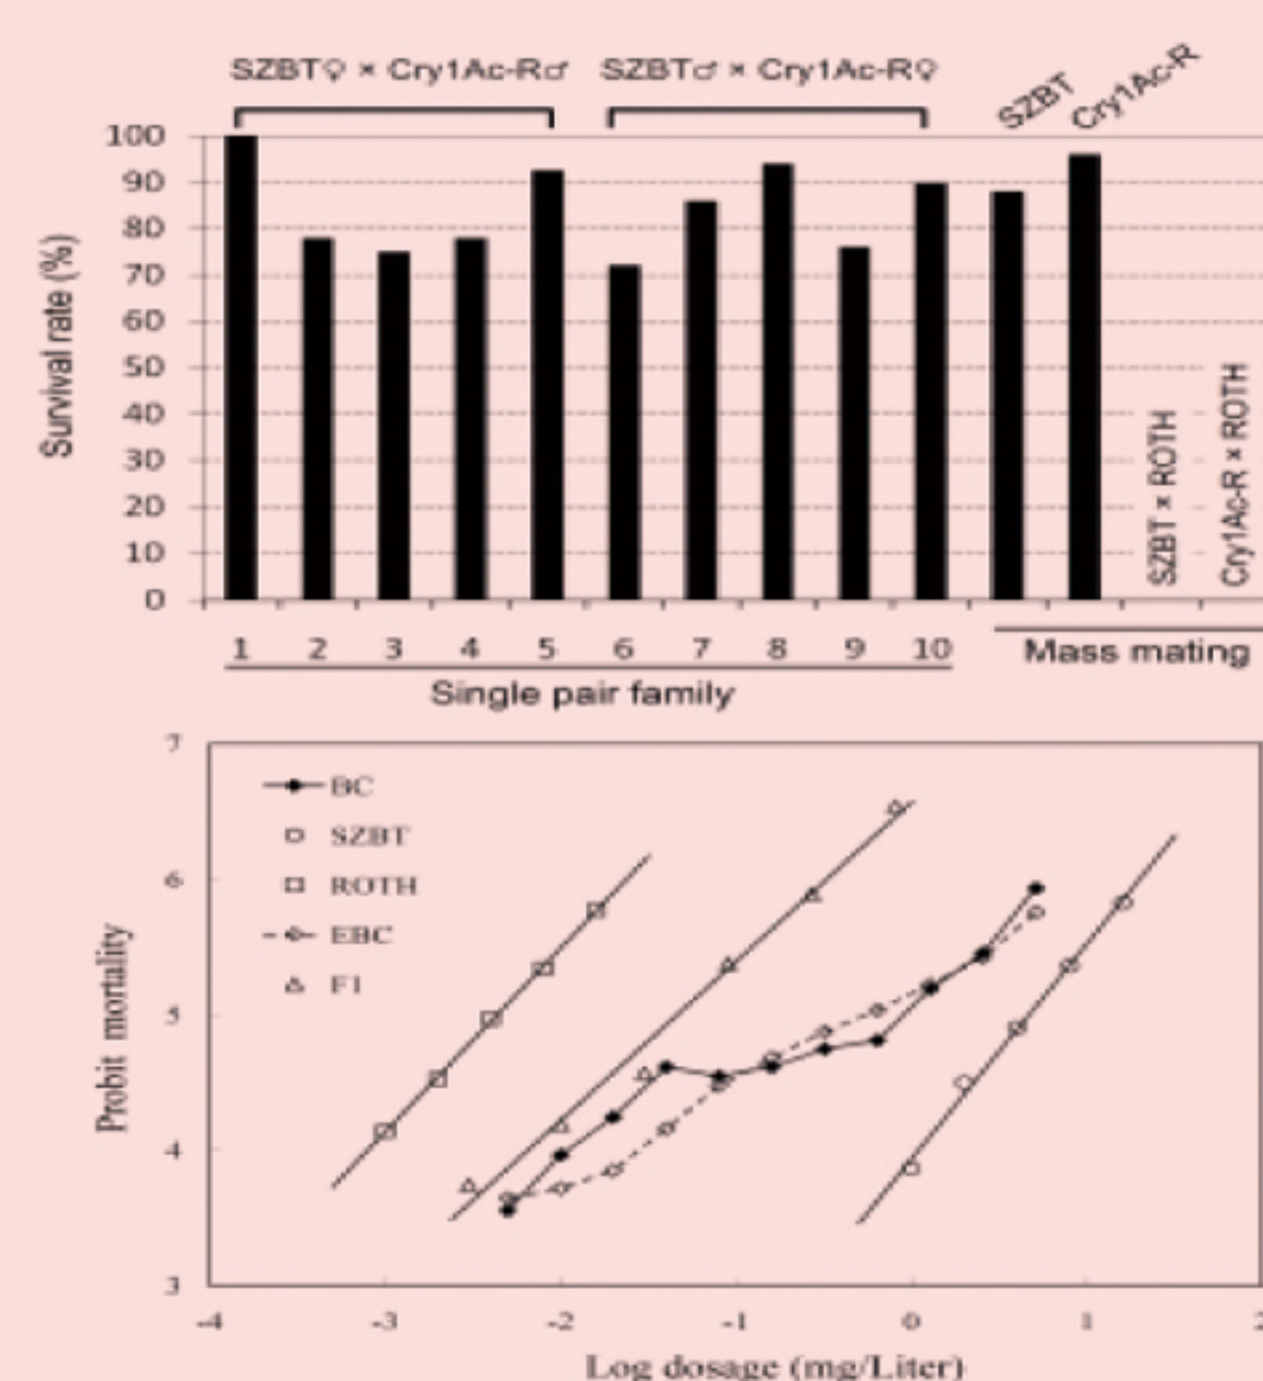 SZBT♀ × Cry1Ac-R♂ SZBT♂ × Cry1Ac-R♀ SZBT Cry1Ac-R
Survival rate (%)
100
90
80
70
60
50
40
30
20
10
0
SZBT × ROTH
Cry1Ac-R × ROTH
1 2 3 4 5 6 7 8 9 10
Mass mating
Single pair family
Probit mortality
7
6
5
4
3
BC
SZBT
ROTH
EBC
F1
-4 -3 -2 -1 0 1 2
Log dosage (mg/Liter)